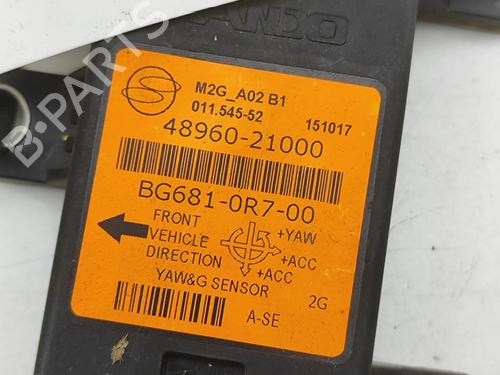 M2G_A02 B1
011.545-52
151017
48960-21000
BG681-0R7-00
FRONT
VEHICLE
DIRECTION
+YAW
+ACC
+ACC
YAW&G SENSOR
2G
A-SE